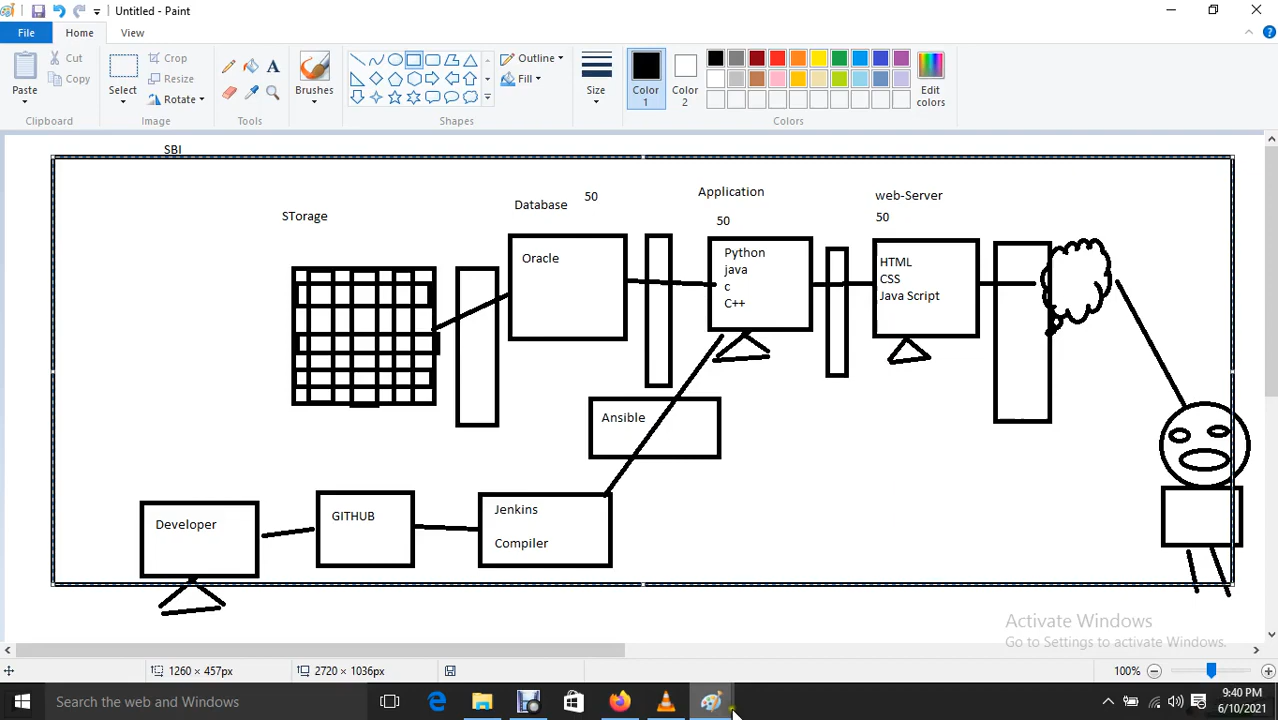 Untitled - Paint
File
Home
View
Paste
Cut
Copy
Clipboard
Select
Crop
Resize
Rotate
Image
A
Tools
Brushes
Outline
Fill
Shapes
Size
Color 1
Color 2
Edit colors
Colors
SBI
STorage
Database 50
Application
50
web-Server
50
Oracle
Python
java
c
C++
HTML
CSS
Java Script
Ansible
Developer
GITHUB
Jenkins
Compiler
Activate Windows
Go to Settings to activate Windows.
1260 × 457px
2720 × 1036px
100%
Search the web and Windows
9:40 PM
6/10/2021